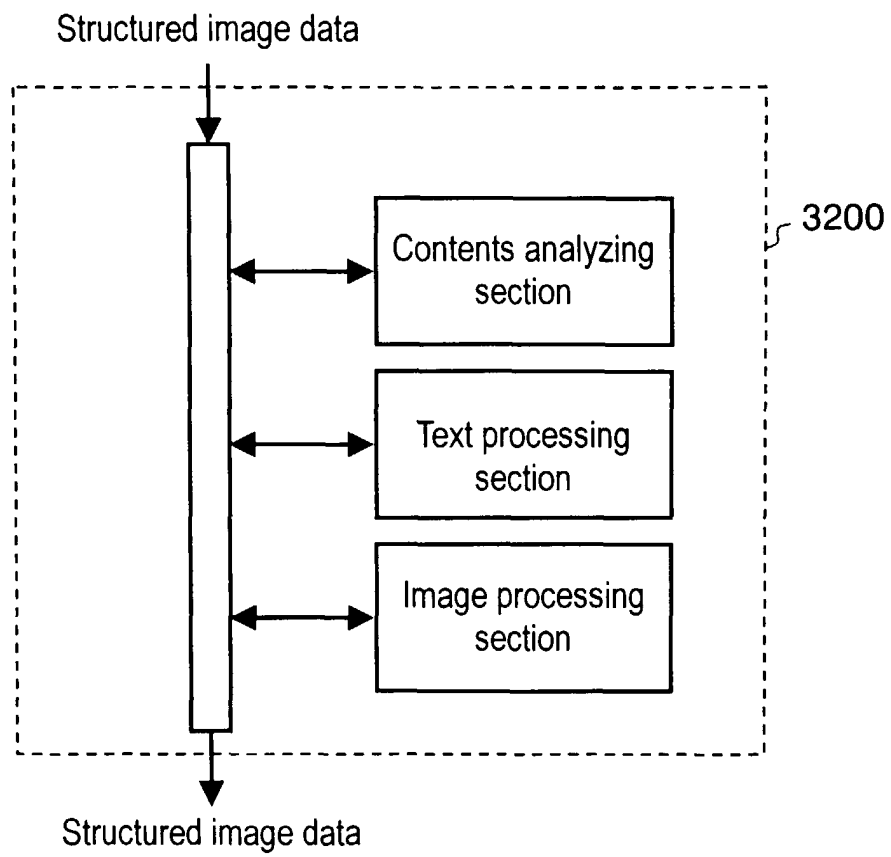 Structured image data
3200
Contents analyzing
section
Text processing
section
Image processing
section
Structured image data